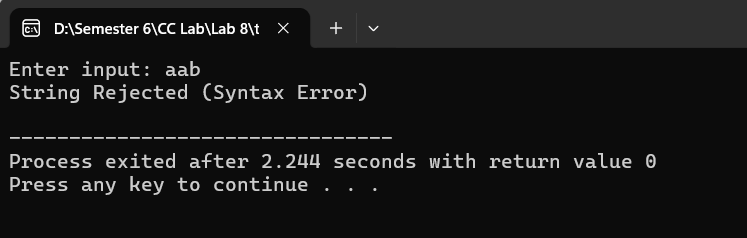 D:\Semester 6\CC Lab\Lab 8\t
Enter input: aab
String Rejected (Syntax Error)
--------------------------------
Process exited after 2.244 seconds with return value 0
Press any key to continue . . .